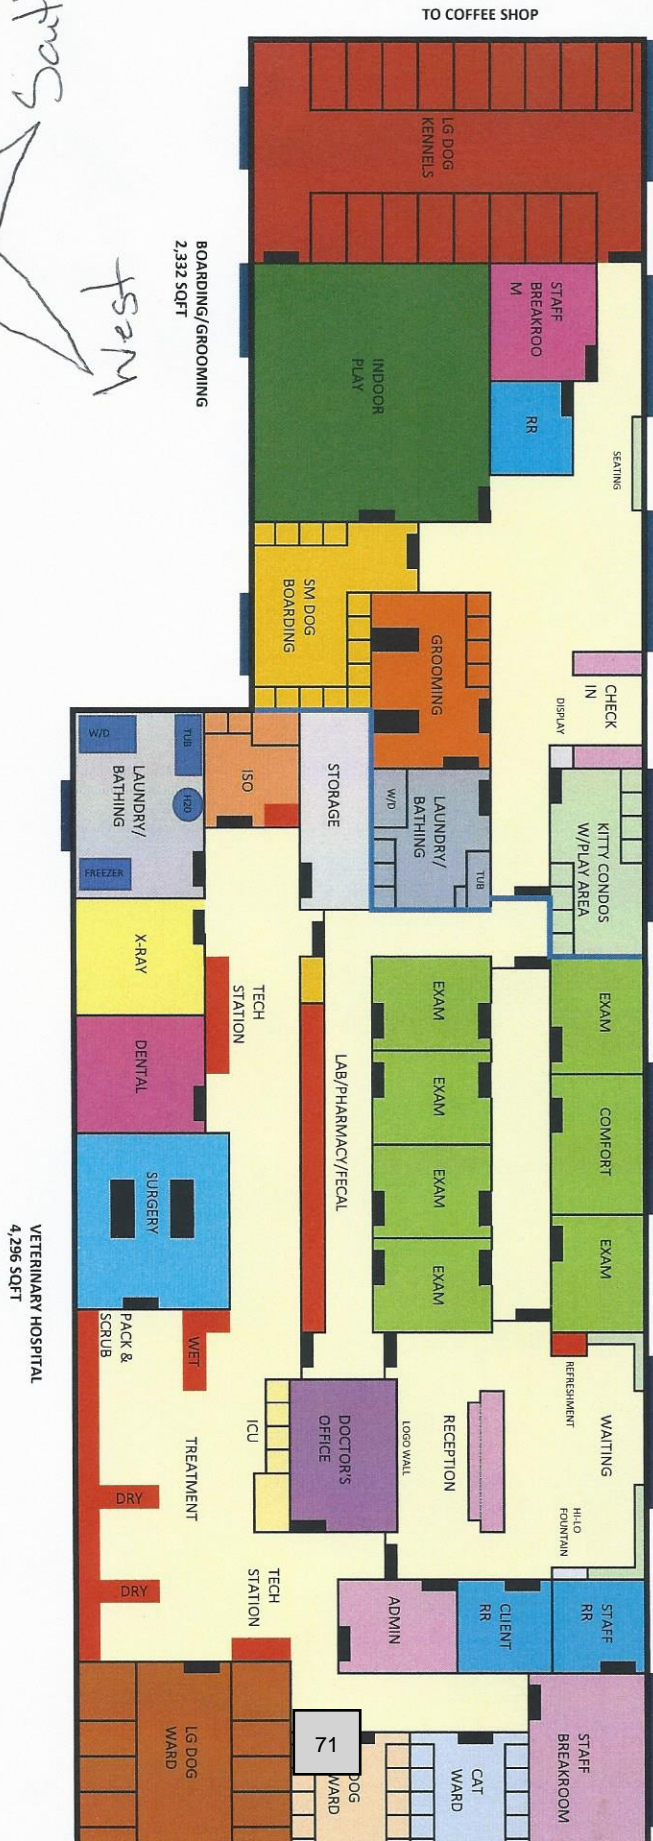 TO COFFEE SHOP
South
West
BOARDING/GROOMING
2,332 SQFT
LG DOG
KENNELS
STAFF
BREAKROO
M
INDOOR
PLAY
RR
SEATING
SM DOG
BOARDING
GROOMING
CHECK
IN
DISPLAY
W/D
TUB
LAUNDRY/
BATHING
H20
FREEZER
ISO
STORAGE
W/D
LAUNDRY/
BATHING
TUB
KITTY CONDOS
W/PLAY AREA
X-RAY
TECH
STATION
EXAM
EXAM
DENTAL
LAB/PHARMACY/FECAL
EXAM
COMFORT
SURGERY
EXAM
EXAM
EXAM
VETERINARY HOSPITAL
4,296 SQFT
PACK &
SCRUB
WET
REFRESHMENT
WAITING
ICU
DOCTOR'S
OFFICE
LOGO WALL
RECEPTION
TREATMENT
DRY
HI-LO
FOUNTAIN
DRY
TECH
STATION
ADMIN
CLIENT
RR
STAFF
RR
LG DOG
WARD
71
DOG
WARD
CAT
WARD
STAFF
BREAKROOM